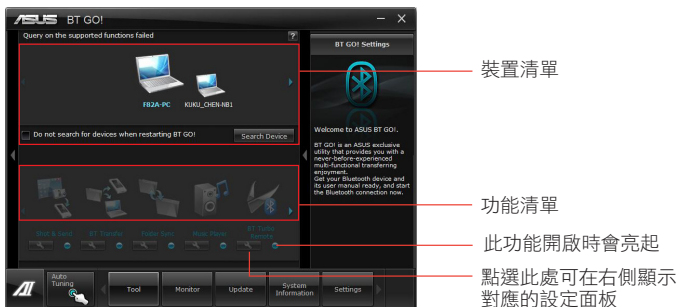 ASUS BT GO!
Query on the supported functions failed
?
BT GO! Settings
F82A-PC
KUKU_CHEN-NB1
Do not search for devices when restarting BT GO!
Search Device
Welcome to ASUS BT GO!.
BT GO! is an ASUS exclusive
utility that provides you with a
never-before-experienced
multi-functional transferring
enjoyment.
Get your Bluetooth device and
its user manual ready, and start
the Bluetooth connection now.
Shot & Send
BT Transfer
Folder Sync
Music Player
BT Turbo
Remote
Auto
Tuning
Tool
Monitor
Update
System
Information
Settings
裝置清單
功能清單
此功能開啟時會亮起
點選此處可在右側顯示
對應的設定面板